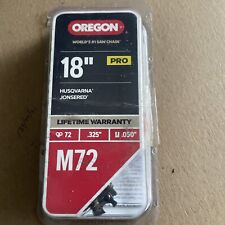 OREGON
WORLD'S #1 SAW CHAIN
18"
PRO
HUSQVARNA
JONSERED
LIFETIME WARRANTY
72 .325" .050"
M72